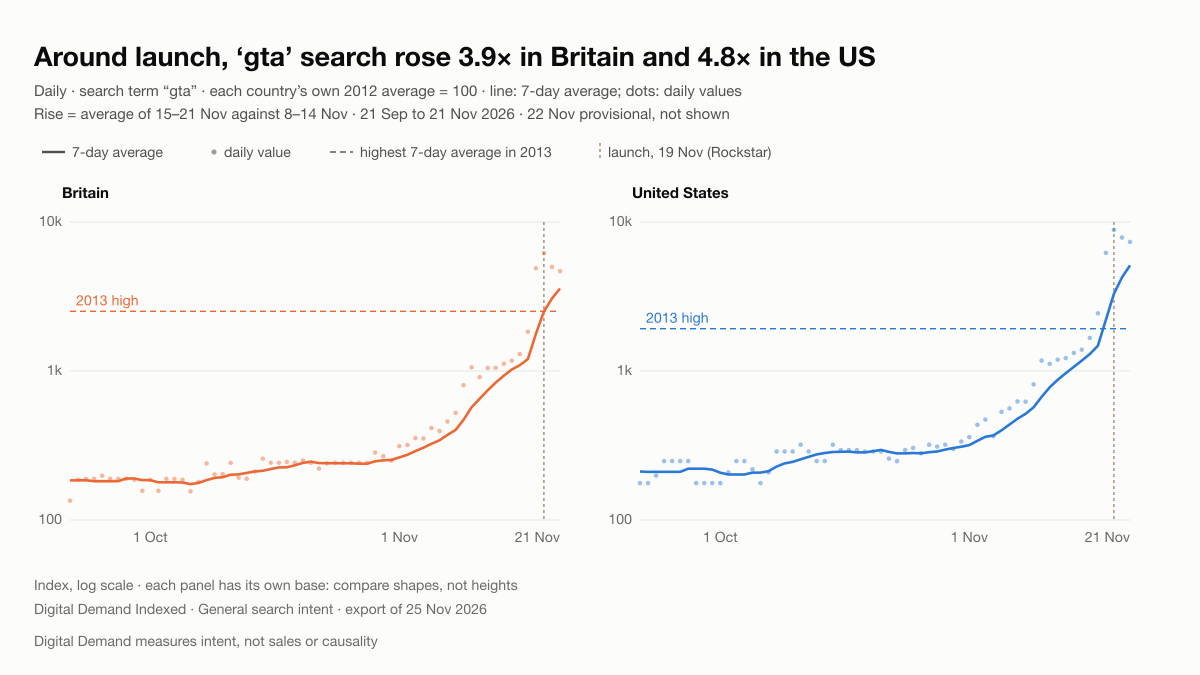 Around launch, ‘gta’ search rose 3.9× in Britain and 4.8× in the US
Daily · search term “gta” · each country’s own 2012 average = 100 · line: 7-day average; dots: daily values
Rise = average of 15–21 Nov against 8–14 Nov · 21 Sep to 21 Nov 2026 · 22 Nov provisional, not shown
7-day average daily value highest 7-day average in 2013 launch, 19 Nov (Rockstar)
Britain
10k
2013 high
1k
100
1 Oct 1 Nov 21 Nov
United States
10k
2013 high
1k
100
1 Oct 1 Nov 21 Nov
Index, log scale · each panel has its own base: compare shapes, not heights
Digital Demand Indexed · General search intent · export of 25 Nov 2026
Digital Demand measures intent, not sales or causality